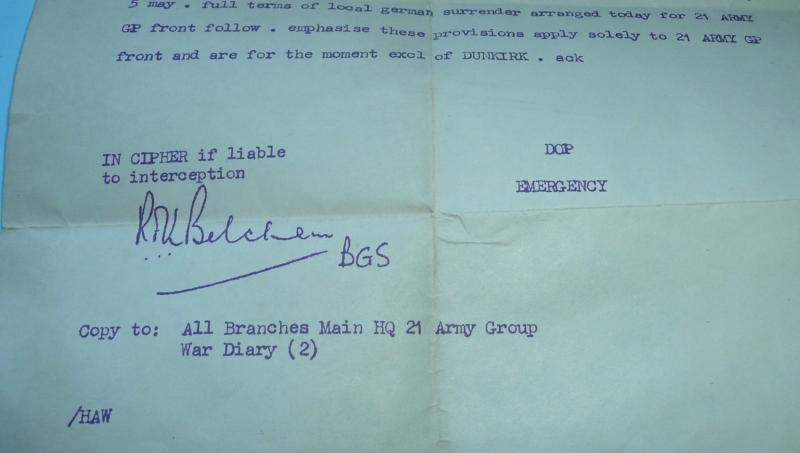 5 may . full terms of local german surrender arranged today for 21 ARMY
GP front follow . emphasise these provisions apply solely to 21 ARMY GP
front and are for the moment excl of DUNKIRK . ack
IN CIPHER if liable
to interception
DOP
EMERGENCY
RFK Belchem
...
BGS
Copy to: All Branches Main HQ 21 Army Group
War Diary (2)
/HAW